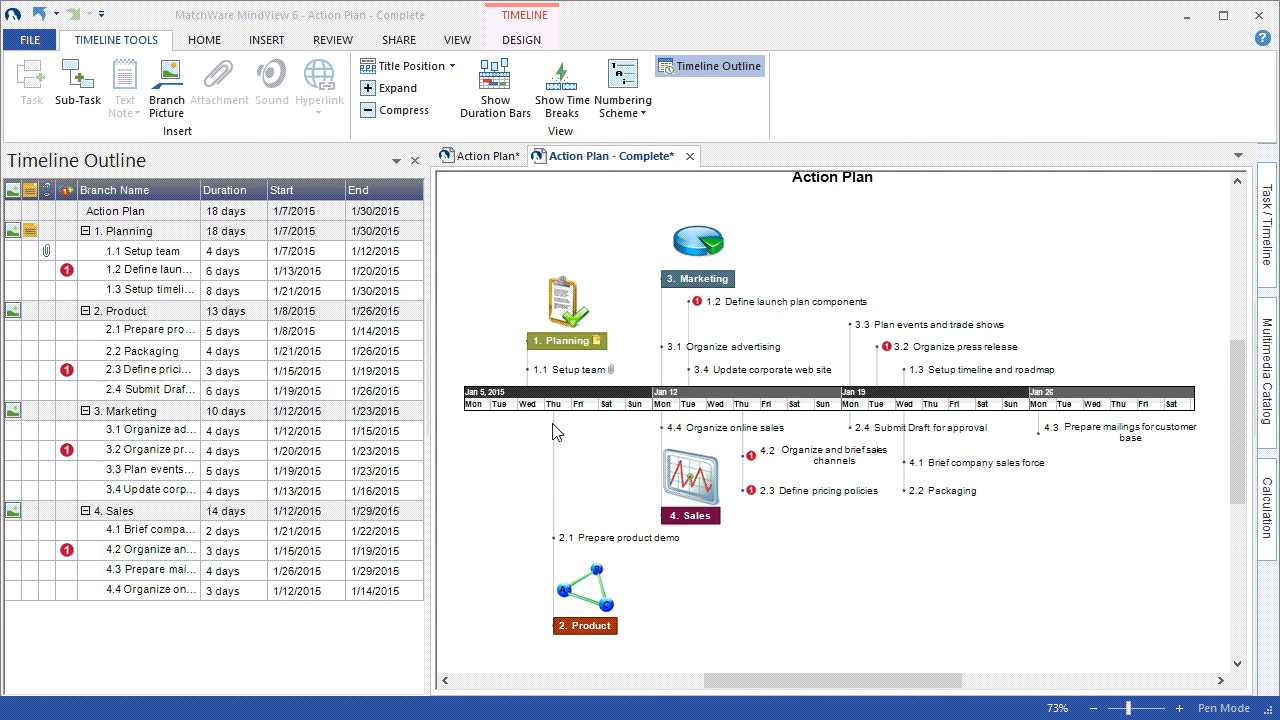 MatchWare MindView 6 - Action Plan - Complete
TIMELINE
FILE TIMELINE TOOLS HOME INSERT REVIEW SHARE VIEW DESIGN
Task Sub-Task Text Note Branch Picture Attachment Sound Hyperlink
Insert
Title Position
Expand
Compress
Show Duration Bars Show Time Breaks Numbering Scheme
Timeline Outline
View
Timeline Outline
Branch Name Duration Start End
Action Plan 18 days 1/7/2015 1/30/2015
1. Planning 18 days 1/7/2015 1/30/2015
1.1 Setup team 4 days 1/7/2015 1/12/2015
1 1.2 Define laun... 6 days 1/13/2015 1/20/2015
1.3 Setup timeli... 8 days 1/21/2015 1/30/2015
2. Product 13 days 1/8/2015 1/26/2015
2.1 Prepare pro... 5 days 1/8/2015 1/14/2015
2.2 Packaging 4 days 1/21/2015 1/26/2015
1 2.3 Define prici... 3 days 1/15/2015 1/19/2015
2.4 Submit Draf... 6 days 1/19/2015 1/26/2015
3. Marketing 10 days 1/12/2015 1/23/2015
3.1 Organize ad... 4 days 1/12/2015 1/15/2015
1 3.2 Organize pr... 4 days 1/20/2015 1/23/2015
3.3 Plan events... 5 days 1/19/2015 1/23/2015
3.4 Update corp... 4 days 1/13/2015 1/16/2015
4. Sales 14 days 1/12/2015 1/29/2015
4.1 Brief compa... 2 days 1/21/2015 1/22/2015
1 4.2 Organize an... 3 days 1/15/2015 1/19/2015
4.3 Prepare mai... 4 days 1/26/2015 1/29/2015
4.4 Organize on... 3 days 1/12/2015 1/14/2015
Action Plan* Action Plan - Complete*
Action Plan
3. Marketing
1 1.2 Define launch plan components
3.3 Plan events and trade shows
1. Planning
3.1 Organize advertising
1 3.2 Organize press release
1.1 Setup team
3.4 Update corporate web site
1.3 Setup timeline and roadmap
Jan 5, 2015 Jan 12 Jan 19 Jan 26
Mon Tue Wed Thu Fri Sat Sun Mon Tue Wed Thu Fri Sat Sun Mon Tue Wed Thu Fri Sat Sun Mon Tue Wed Thu Fri Sat
4.4 Organize online sales
2.4 Submit Draft for approval
4.3 Prepare mailings for customer
base
1 4.2 Organize and brief sales
channels
4.1 Brief company sales force
1 2.3 Define pricing policies
2.2 Packaging
4. Sales
2.1 Prepare product demo
A B C
2. Product
Task / Timeline
Multimedia Catalog
Calculation
73% Pen Mode